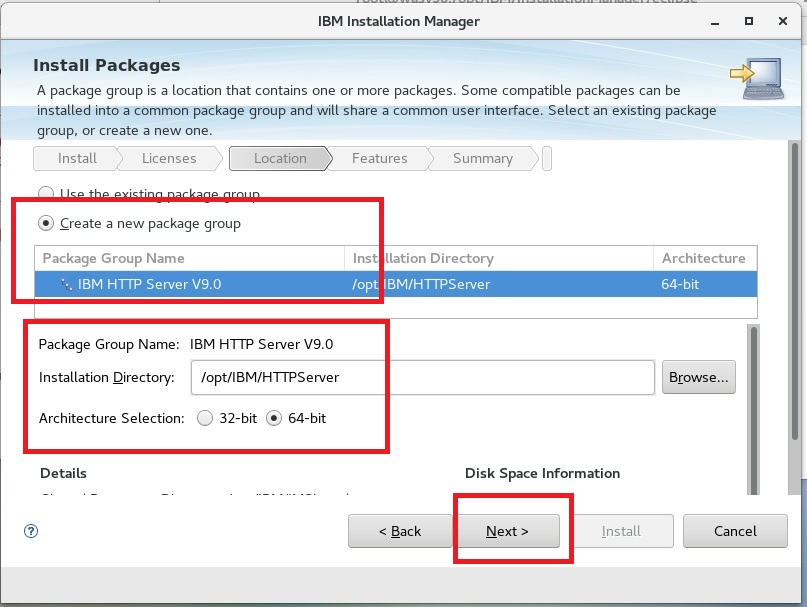 IBM Installation Manager
Install Packages
A package group is a location that contains one or more packages. Some compatible packages can be
installed into a common package group and will share a common user interface. Select an existing package
group, or create a new one.
Install Licenses Location Features Summary
Use the existing package group
Create a new package group
Package Group Name Installation Directory Architecture
IBM HTTP Server V9.0 /opt/IBM/HTTPServer 64-bit
Package Group Name: IBM HTTP Server V9.0
Installation Directory: /opt/IBM/HTTPServer Browse...
Architecture Selection: 32-bit 64-bit
Details Disk Space Information
? < Back Next > Install Cancel